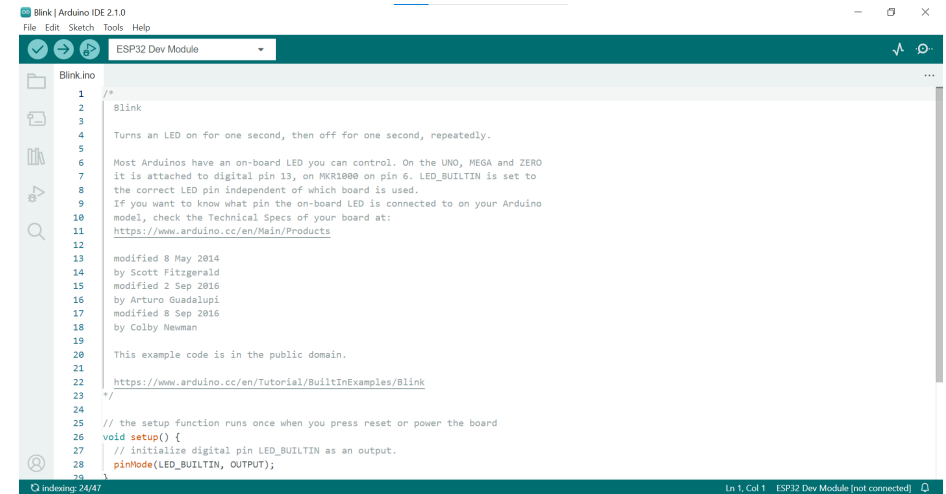 Blink | Arduino IDE 2.1.0
File Edit Sketch Tools Help
ESP32 Dev Module
Blink.ino
1 /*
2 Blink
3
4 Turns an LED on for one second, then off for one second, repeatedly.
5
6 Most Arduinos have an on-board LED you can control. On the UNO, MEGA and ZERO
7 it is attached to digital pin 13, on MKR1000 on pin 6. LED_BUILTIN is set to
8 the correct LED pin independent of which board is used.
9 If you want to know what pin the on-board LED is connected to on your Arduino
10 model, check the Technical Specs of your board at:
11 https://www.arduino.cc/en/Main/Products
12
13 modified 8 May 2014
14 by Scott Fitzgerald
15 modified 2 Sep 2016
16 by Arturo Guadalupi
17 modified 8 Sep 2016
18 by Colby Newman
19
20 This example code is in the public domain.
21
22 https://www.arduino.cc/en/Tutorial/BuiltInExamples/Blink
23 */
24
25 // the setup function runs once when you press reset or power the board
26 void setup() {
27 // initialize digital pin LED_BUILTIN as an output.
28 pinMode(LED_BUILTIN, OUTPUT);
29 }
indexing: 24/47
Ln 1, Col 1 ESP32 Dev Module [not connected]